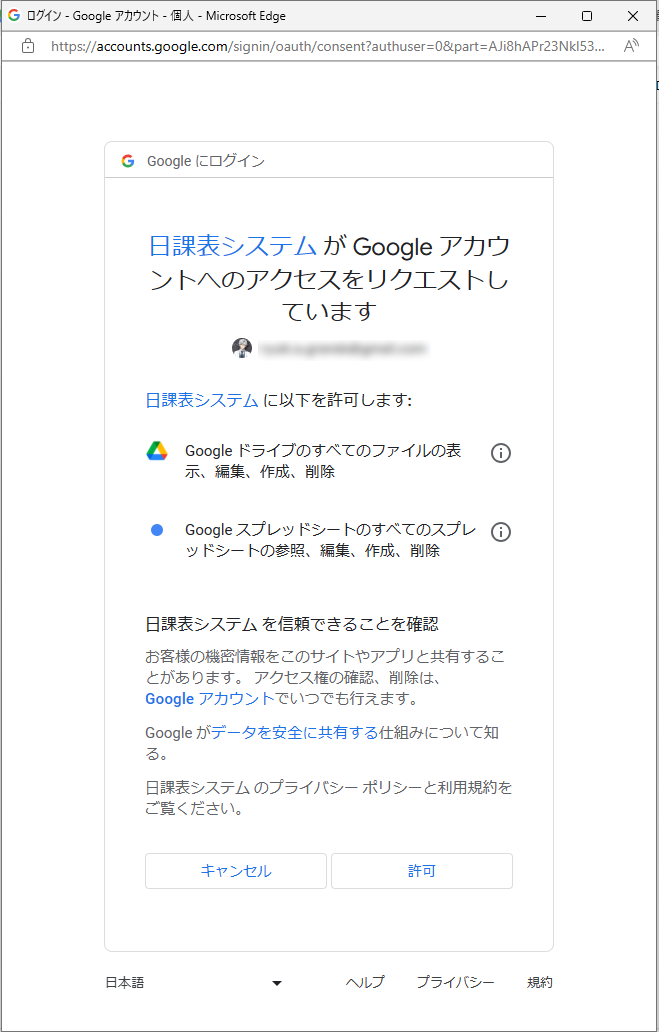 ログイン - Google アカウント - 個人 - Microsoft Edge
https://accounts.google.com/signin/oauth/consent?authuser=0&part=AJi8hAPr23NkI53...
Google にログイン
日課表システム が Google アカウ
ントへのアクセスをリクエストし
ています
日課表システム に以下を許可します:
Google ドライブのすべてのファイルの表
示、編集、作成、削除
Google スプレッドシートのすべてのスプレ
ッドシートの参照、編集、作成、削除
日課表システム を信頼できることを確認
お客様の機密情報をこのサイトやアプリと共有するこ
とがあります。 アクセス権の確認、削除は、
Google アカウントでいつでも行えます。
Google がデータを安全に共有する仕組みについて知
る。
日課表システム のプライバシー ポリシーと利用規約を
ご覧ください。
キャンセル
許可
日本語
ヘルプ
プライバシー
規約